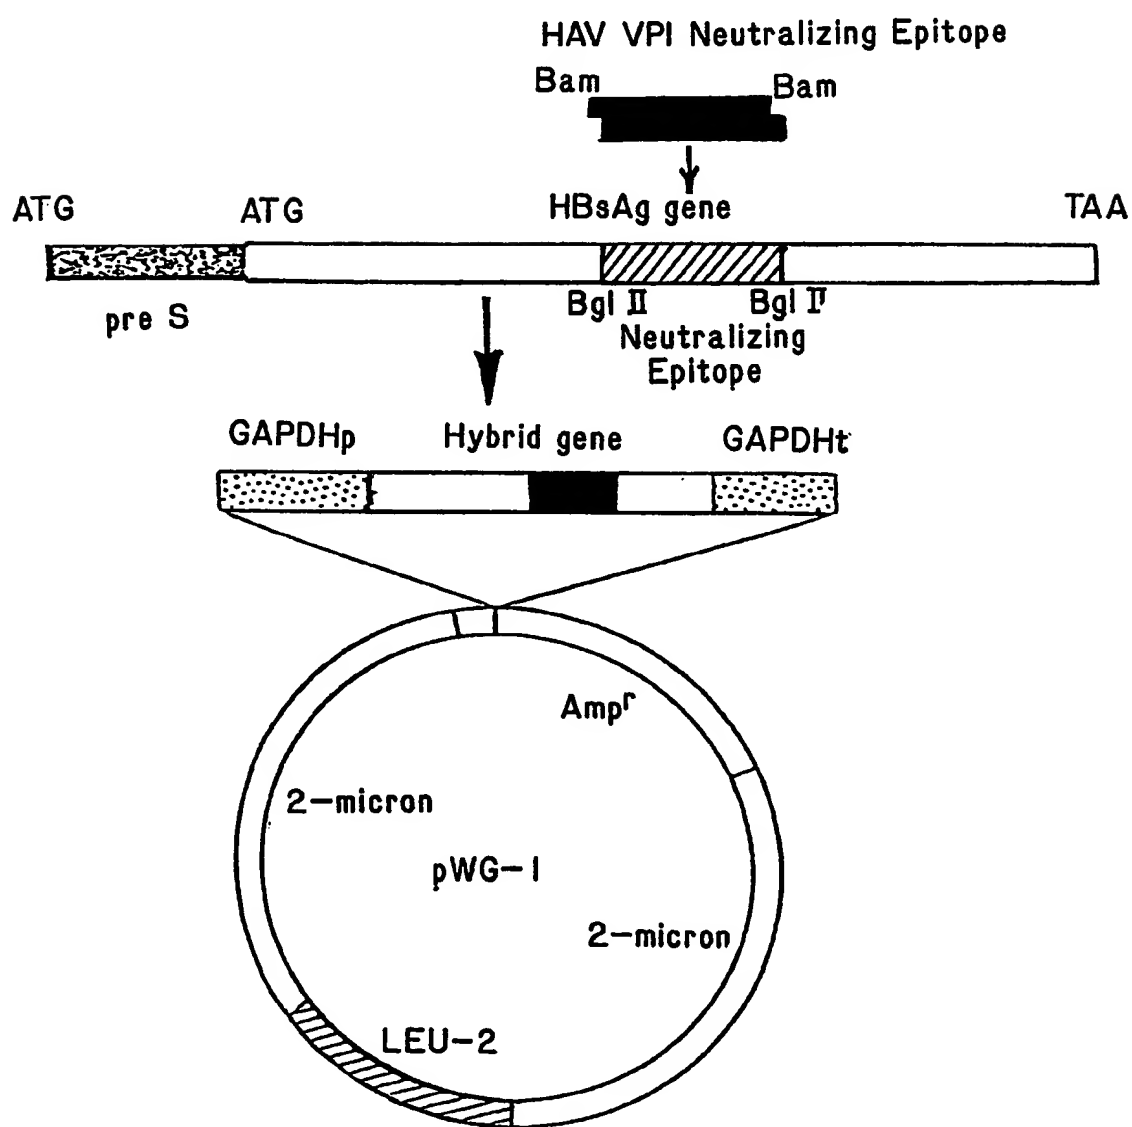 HAV VPI Neutralizing Epitope
Bam
Bam
ATG
ATG
HBsAg gene
TAA
pre S
Bgl II
Bgl II
Neutralizing
Epitope
GAPDHp
Hybrid gene
GAPDHt
Ampr
2-micron
pWG-1
2-micron
LEU-2